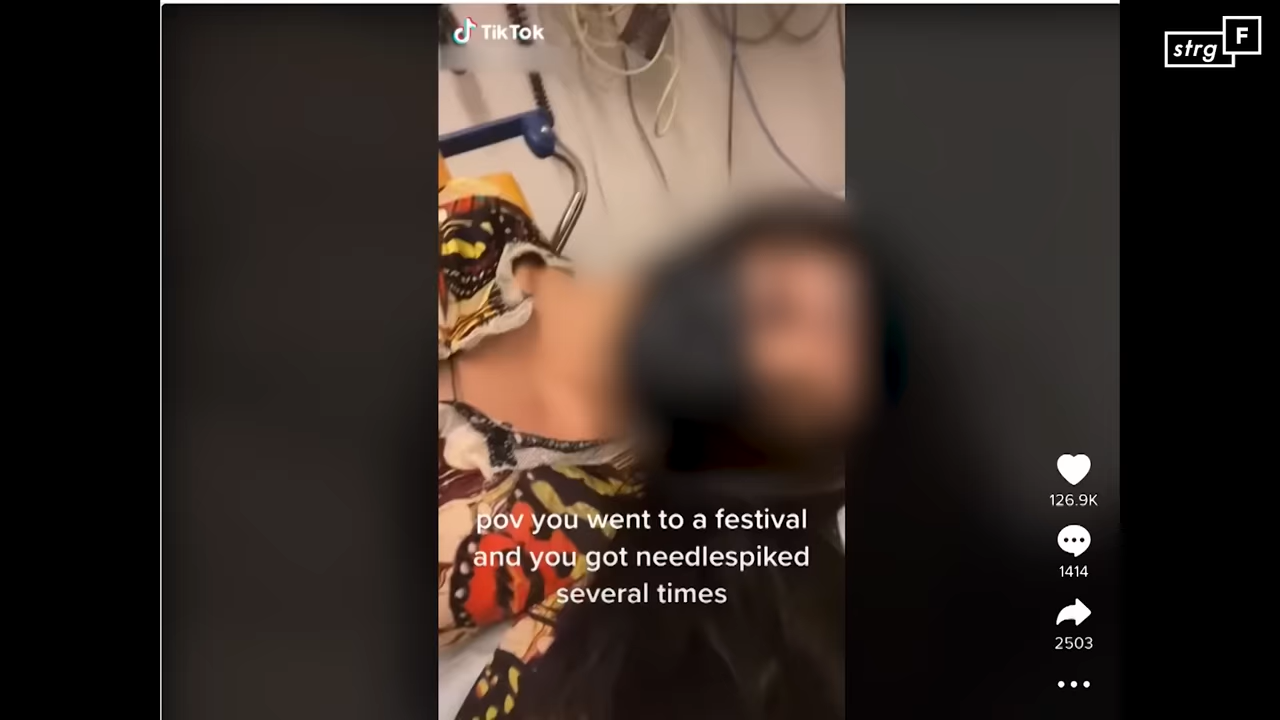 TikTok
strg F
pov you went to a festival
and you got needlespiked
several times
126.9K
1414
2503